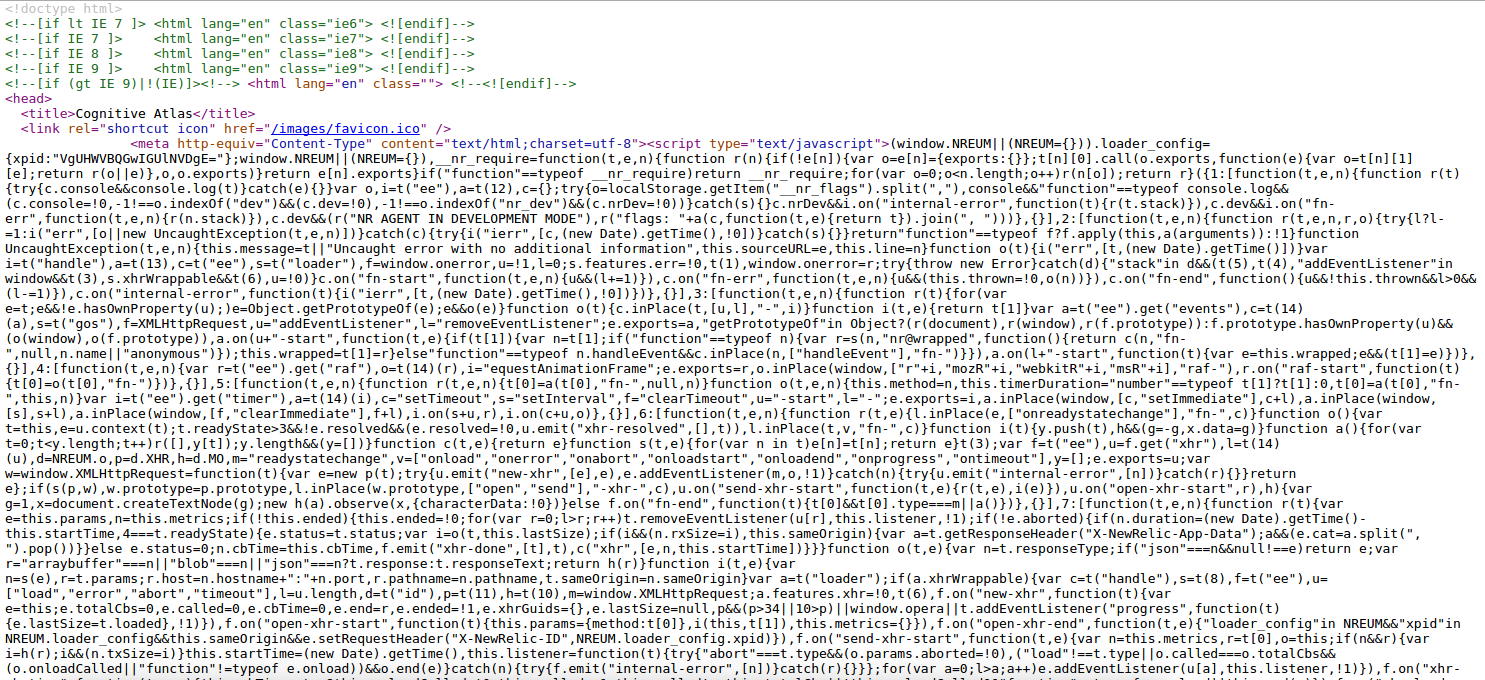 <!doctype html>
<!--[if lt IE 7 ]> <html lang="en" class="ie6"> <![endif]-->
<!--[if IE 7 ]>    <html lang="en" class="ie7"> <![endif]-->
<!--[if IE 8 ]>    <html lang="en" class="ie8"> <![endif]-->
<!--[if IE 9 ]>    <html lang="en" class="ie9"> <![endif]-->
<!--[if (gt IE 9)|!(IE)]><!--> <html lang="en" class=""> <!--<![endif]-->
<head>
  <title>Cognitive Atlas</title>
  <link rel="shortcut icon" href="/images/favicon.ico" />
                <meta http-equiv="Content-Type" content="text/html;charset=utf-8"><script type="text/javascript">(window.NREUM||(NREUM={})).loader_config=
{xpid:"VgUHWVBQGwIGUlNVDgE="};window.NREUM||(NREUM={}),__nr_require=function(t,e,n){function r(n){if(!e[n]){var o=e[n]={exports:{}};t[n][0].call(o.exports,function(e){var o=t[n][1]
[e];return r(o||e)},o,o.exports)}return e[n].exports}if("function"==typeof __nr_require)return __nr_require;for(var o=0;o<n.length;o++)r(n[o]);return r}({1:[function(t,e,n){function r(t)
{try{c.console&&console.log(t)}catch(e){}}var o,i=t("ee"),a=t(12),c={};try{o=localStorage.getItem("__nr_flags").split(","),console&&"function"==typeof console.log&&
(c.console=!0,-1!==o.indexOf("dev")&&(c.dev=!0),-1!==o.indexOf("nr_dev")&&(c.nrDev=!0))}catch(s){}c.nrDev&&i.on("internal-error",function(t){r(t.stack)}),c.dev&&i.on("fn-
err",function(t,e,n){r(n.stack)}),c.dev&&(r("NR AGENT IN DEVELOPMENT MODE"),r("flags: "+a(c,function(t,e){return t}).join(", ")))},{}],2:[function(t,e,n){function r(t,e,n,r,o){try{l?l-
=1:i("err",[o||new UncaughtException(t,e,n)])}catch(c){try{i("ierr",[c,(new Date).getTime(),!0])}catch(s){}}return"function"==typeof f?f.apply(this,a(arguments)):!1}function
UncaughtException(t,e,n){this.message=t||"Uncaught error with no additional information",this.sourceURL=e,this.line=n}function o(t){i("err",[t,(new Date).getTime()])}var
i=t("handle"),a=t(13),c=t("ee"),s=t("loader"),f=window.onerror,u=!1,l=0;s.features.err=!0,t(1),window.onerror=r;try{throw new Error}catch(d){"stack"in d&&(t(5),t(4),"addEventListener"in
window&&t(3),s.xhrWrappable&&t(6),u=!0)}c.on("fn-start",function(t,e,n){u&&(l+=1)}),c.on("fn-err",function(t,e,n){u&&(this.thrown=!0,o(n))}),c.on("fn-end",function(){u&&!this.thrown&&l>0&&
(l-=1)}),c.on("internal-error",function(t){i("ierr",[t,(new Date).getTime(),!0])})},{}],3:[function(t,e,n){function r(t){for(var
e=t;e&&!e.hasOwnProperty(u);)e=Object.getPrototypeOf(e);e&&o(e)}function o(t){c.inPlace(t,[u,l],"-",i)}function i(t,e){return t[1]}var a=t("ee").get("events"),c=t(14)
(a),s=t("gos"),f=XMLHttpRequest,u="addEventListener",l="removeEventListener";e.exports=a,"getPrototypeOf"in Object?(r(document),r(window),r(f.prototype)):f.prototype.hasOwnProperty(u)&&
(o(window),o(f.prototype)),a.on(u+"-start",function(t,e){if(t[1]){var n=t[1];if("function"==typeof n){var r=s(n,"nr@wrapped",function(){return c(n,"fn-
",null,n.name||"anonymous")});this.wrapped=t[1]=r}else"function"==typeof n.handleEvent&&c.inPlace(n,["handleEvent"],"fn-")}}),a.on(l+"-start",function(t){var e=this.wrapped;e&&(t[1]=e)})},
{}],4:[function(t,e,n){var r=t("ee").get("raf"),o=t(14)(r),i="equestAnimationFrame";e.exports=r,o.inPlace(window,["r"+i,"mozR"+i,"webkitR"+i,"msR"+i],"raf-"),r.on("raf-start",function(t)
{t[0]=o(t[0],"fn-")})},{}],5:[function(t,e,n){function r(t,e,n){t[0]=a(t[0],"fn-",null,n)}function o(t,e,n){this.method=n,this.timerDuration="number"==typeof t[1]?t[1]:0,t[0]=a(t[0],"fn-
",this,n)}var i=t("ee").get("timer"),a=t(14)(i),c="setTimeout",s="setInterval",f="clearTimeout",u="-start",l="-";e.exports=i,a.inPlace(window,[c,"setImmediate"],c+l),a.inPlace(window,
[s],s+l),a.inPlace(window,[f,"clearImmediate"],f+l),i.on(s+u,r),i.on(c+u,o)},{}],6:[function(t,e,n){function r(t,e){l.inPlace(e,["onreadystatechange"],"fn-",c)}function o(){var
t=this,e=u.context(t);t.readyState>3&&!e.resolved&&(e.resolved=!0,u.emit("xhr-resolved",[],t)),l.inPlace(t,v,"fn-",c)}function i(t){y.push(t),h&&(g=-g,x.data=g)}function a(){for(var
t=0;t<y.length;t++)r([],y[t]);y.length&&(y=[])}function c(t,e){return e}function s(t,e){for(var n in t)e[n]=t[n];return e}t(3);var f=t("ee"),u=f.get("xhr"),l=t(14)
(u),d=NREUM.o,p=d.XHR,h=d.MO,m="readystatechange",v=["onload","onerror","onabort","onloadstart","onloadend","onprogress","ontimeout"],y=[];e.exports=u;var
w=window.XMLHttpRequest=function(t){var e=new p(t);try{u.emit("new-xhr",[e],e),e.addEventListener(m,o,!1)}catch(n){try{u.emit("internal-error",[n])}catch(r){}}return
e};if(s(p,w),w.prototype=p.prototype,l.inPlace(w.prototype,["open","send"],"-xhr-",c),u.on("send-xhr-start",function(t,e){r(t,e),i(e)}),u.on("open-xhr-start",r),h){var
g=1,x=document.createTextNode(g);new h(a).observe(x,{characterData:!0})}else f.on("fn-end",function(t){t[0]&&t[0].type===m||a()})},{}],7:[function(t,e,n){function r(t){var
e=this.params,n=this.metrics;if(!this.ended){this.ended=!0;for(var r=0;l>r;r++)t.removeEventListener(u[r],this.listener,!1);if(!e.aborted){if(n.duration=(new Date).getTime()-
this.startTime,4===t.readyState){e.status=t.status;var i=o(t,this.lastSize);if(i&&(n.rxSize=i),this.sameOrigin){var a=t.getResponseHeader("X-NewRelic-App-Data");a&&(e.cat=a.split(",
").pop())}}else e.status=0;n.cbTime=this.cbTime,f.emit("xhr-done",[t],t),c("xhr",[e,n,this.startTime])}}}function o(t,e){var n=t.responseType;if("json"===n&&null!==e)return e;var
r="arraybuffer"===n||"blob"===n||"json"===n?t.response:t.responseText;return h(r)}function i(t,e){var
n=s(e),r=t.params;r.host=n.hostname+":"+n.port,r.pathname=n.pathname,t.sameOrigin=n.sameOrigin}var a=t("loader");if(a.xhrWrappable){var c=t("handle"),s=t(8),f=t("ee"),u=
["load","error","abort","timeout"],l=u.length,d=t("id"),p=t(11),h=t(10),m=window.XMLHttpRequest;a.features.xhr=!0,t(6),f.on("new-xhr",function(t){var
e=this;e.totalCbs=0,e.called=0,e.cbTime=0,e.end=r,e.ended=!1,e.xhrGuids={},e.lastSize=null,p&&(p>34||10>p)||window.opera||t.addEventListener("progress",function(t)
{e.lastSize=t.loaded},!1)}),f.on("open-xhr-start",function(t){this.params={method:t[0]},i(this,t[1]),this.metrics={}}),f.on("open-xhr-end",function(t,e){"loader_config"in NREUM&&"xpid"in
NREUM.loader_config&&this.sameOrigin&&e.setRequestHeader("X-NewRelic-ID",NREUM.loader_config.xpid)}),f.on("send-xhr-start",function(t,e){var n=this.metrics,r=t[0],o=this;if(n&&r){var
i=h(r);i&&(n.txSize=i)}this.startTime=(new Date).getTime(),this.listener=function(t){try{"abort"===t.type&&(o.params.aborted=!0),("load"!==t.type||o.called===o.totalCbs&&
(o.onloadCalled||"function"!=typeof e.onload))&&o.end(e)}catch(n){try{f.emit("internal-error",[n])}catch(r){}}};for(var a=0;l>a;a++)e.addEventListener(u[a],this.listener,!1)}),f.on("xhr-